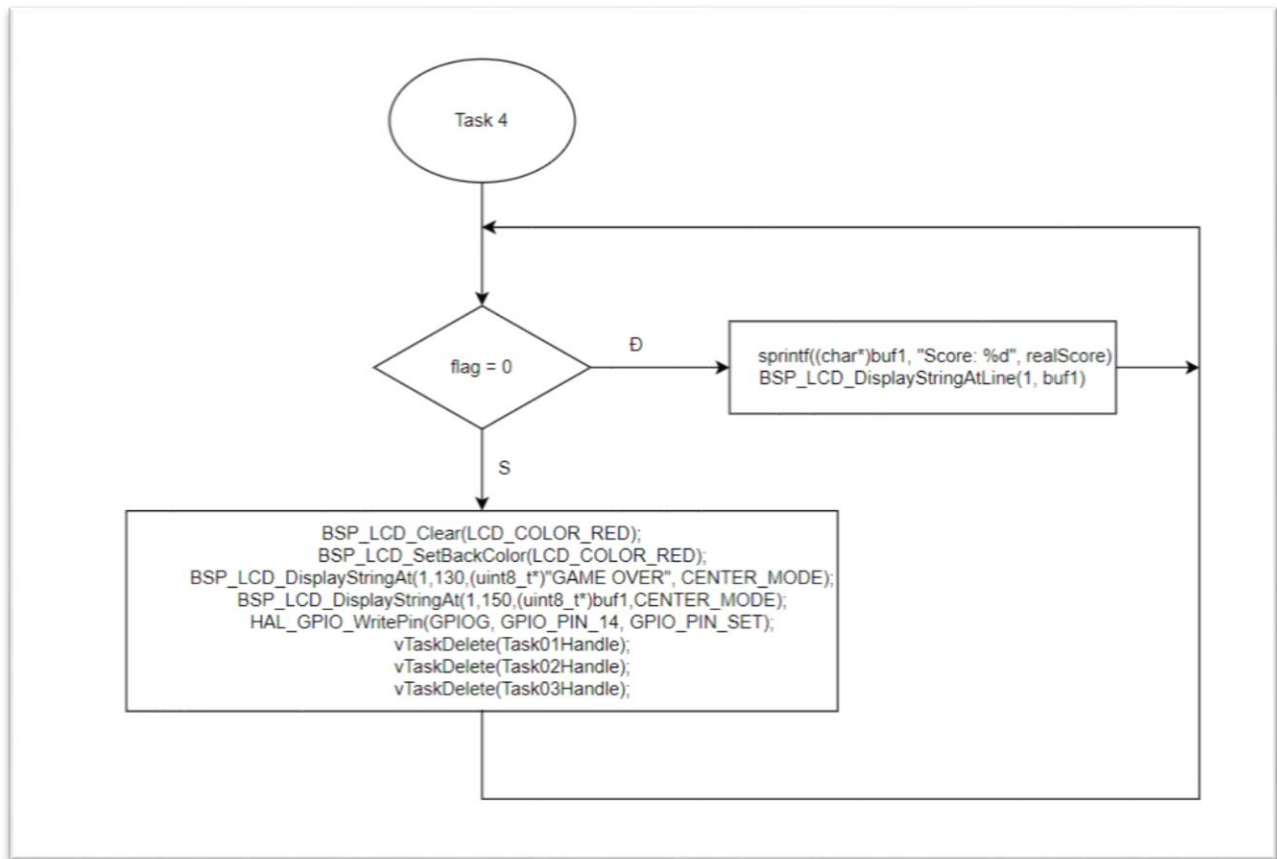 Task 4
flag = 0
Đ
sprintf((char*)buf1, "Score: %d", realScore)
BSP_LCD_DisplayStringAtLine(1, buf1)
S
BSP_LCD_Clear(LCD_COLOR_RED);
BSP_LCD_SetBackColor(LCD_COLOR_RED);
BSP_LCD_DisplayStringAt(1,130,(uint8_t*)"GAME OVER", CENTER_MODE);
BSP_LCD_DisplayStringAt(1,150,(uint8_t*)buf1,CENTER_MODE);
HAL_GPIO_WritePin(GPIOG, GPIO_PIN_14, GPIO_PIN_SET);
vTaskDelete(Task01Handle);
vTaskDelete(Task02Handle);
vTaskDelete(Task03Handle);